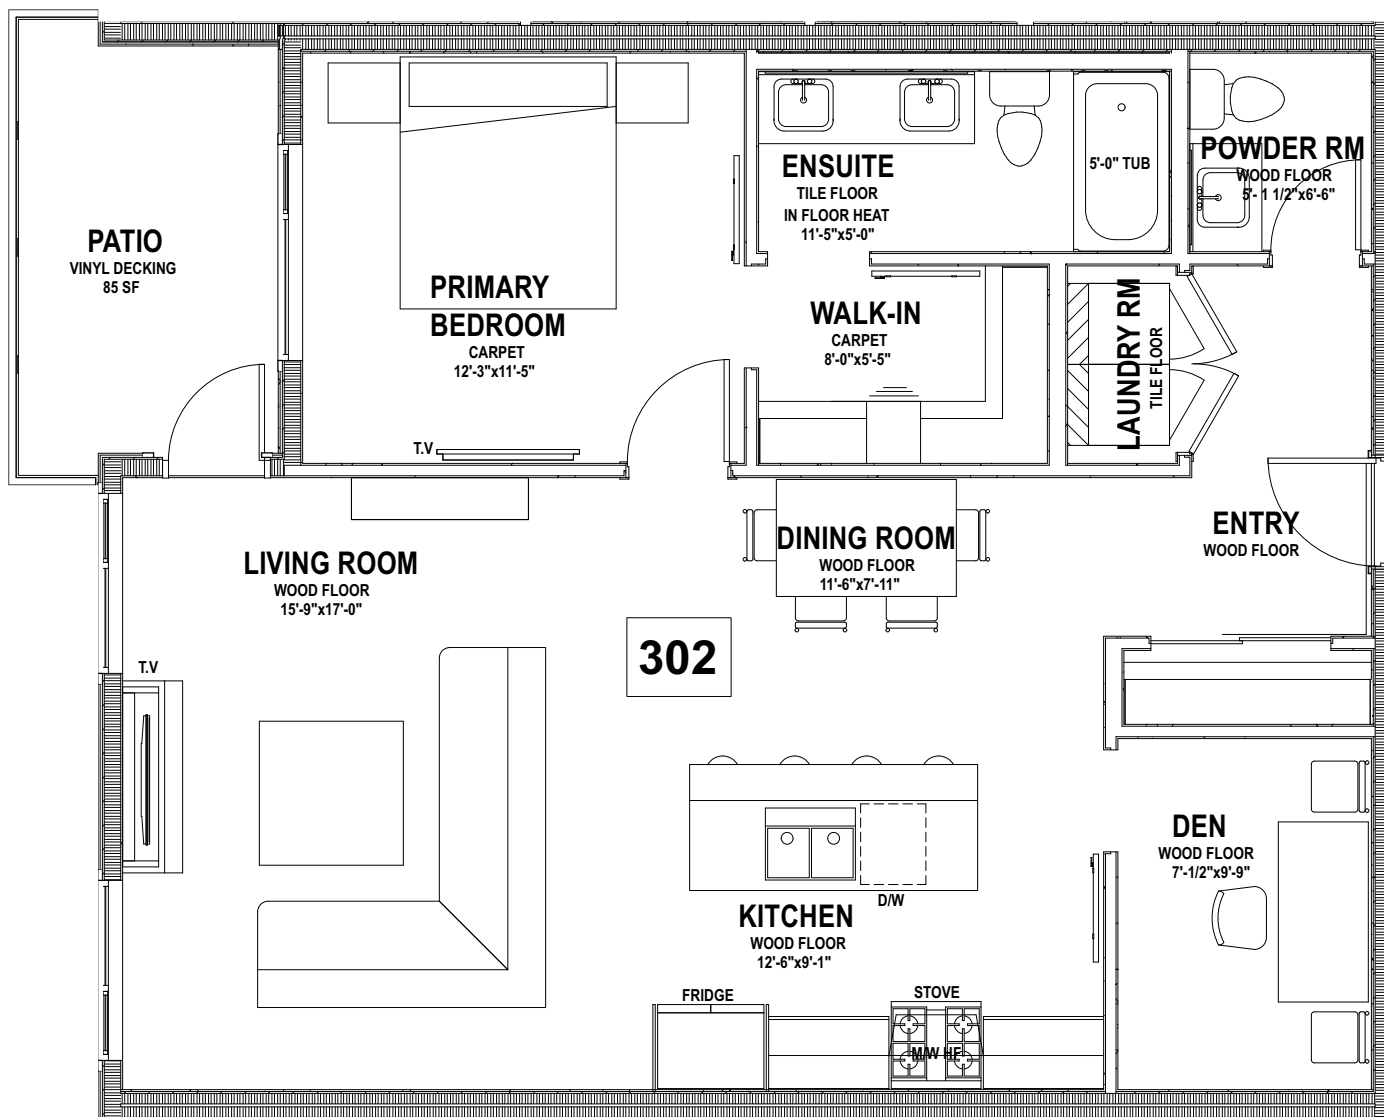 POWDER RM
WOOD FLOOR
5'- 1 1/2"x6'-6"
ENSUITE
TILE FLOOR
IN FLOOR HEAT
11'-5"x5'-0"
5'-0" TUB
PATIO
VINYL DECKING
85 SF
PRIMARY
BEDROOM
CARPET
12'-3"x11'-5"
WALK-IN
CARPET
8'-0"x5'-5"
LAUNDRY RM
TILE FLOOR
T.V
LIVING ROOM
WOOD FLOOR
15'-9"x17'-0"
DINING ROOM
WOOD FLOOR
11'-6"x7'-11"
ENTRY
WOOD FLOOR
302
T.V
DEN
WOOD FLOOR
7'-1/2"x9'-9"
D/W
KITCHEN
WOOD FLOOR
12'-6"x9'-1"
FRIDGE
STOVE
M/W HF